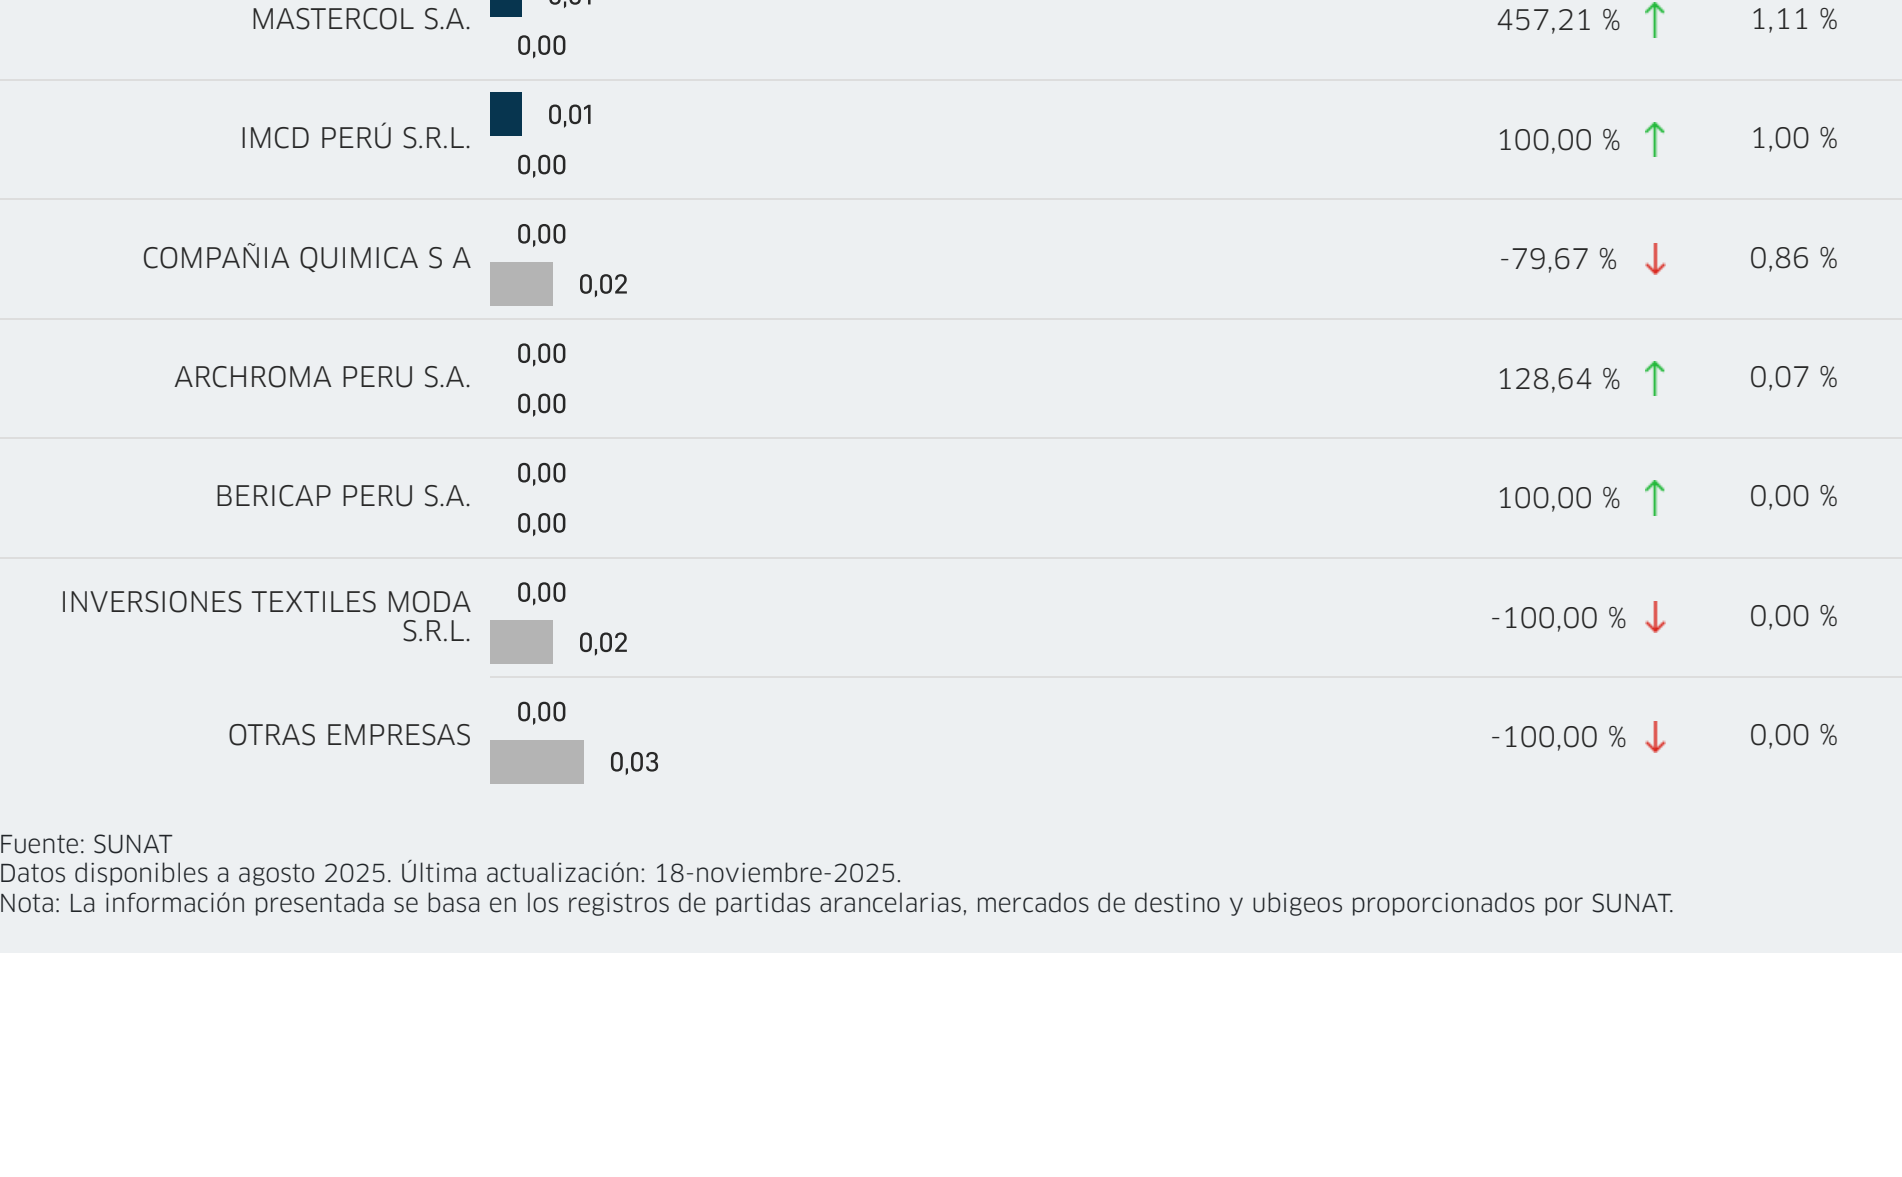 MASTERCOL S.A.
0,00
457,21 %
1,11 %
IMCD PERÚ S.R.L.
0,01
0,00
100,00 %
1,00 %
COMPAÑIA QUIMICA S A
0,00
0,02
-79,67 %
0,86 %
ARCHROMA PERU S.A.
0,00
0,00
128,64 %
0,07 %
BERICAP PERU S.A.
0,00
0,00
100,00 %
0,00 %
INVERSIONES TEXTILES MODA
S.R.L.
0,00
0,02
-100,00 %
0,00 %
OTRAS EMPRESAS
0,00
0,03
-100,00 %
0,00 %
Fuente: SUNAT
Datos disponibles a agosto 2025. Última actualización: 18-noviembre-2025.
Nota: La información presentada se basa en los registros de partidas arancelarias, mercados de destino y ubigeos proporcionados por SUNAT.